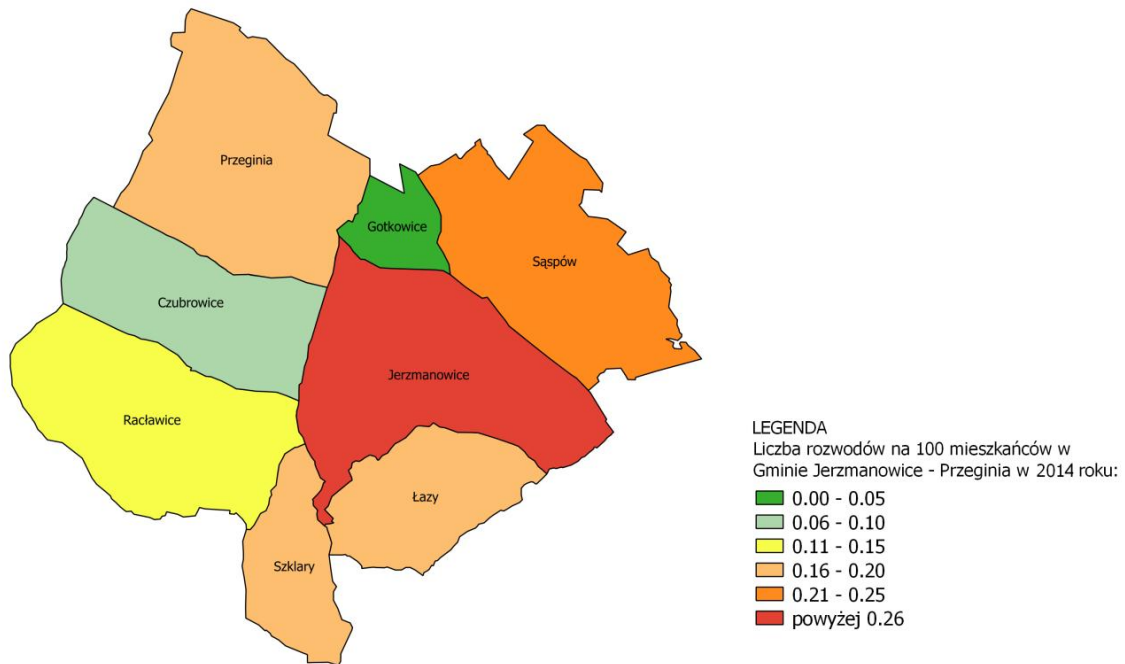 Przeginia
Gotkowice
Sąspów
Czubrowice
Jerzmanowice
Racławice
Łazy
Szklary
LEGENDA
Liczba rozwodów na 100 mieszkańców w
Gminie Jerzmanowice - Przeginia w 2014 roku:
0.00 - 0.05
0.06 - 0.10
0.11 - 0.15
0.16 - 0.20
0.21 - 0.25
powyżej 0.26